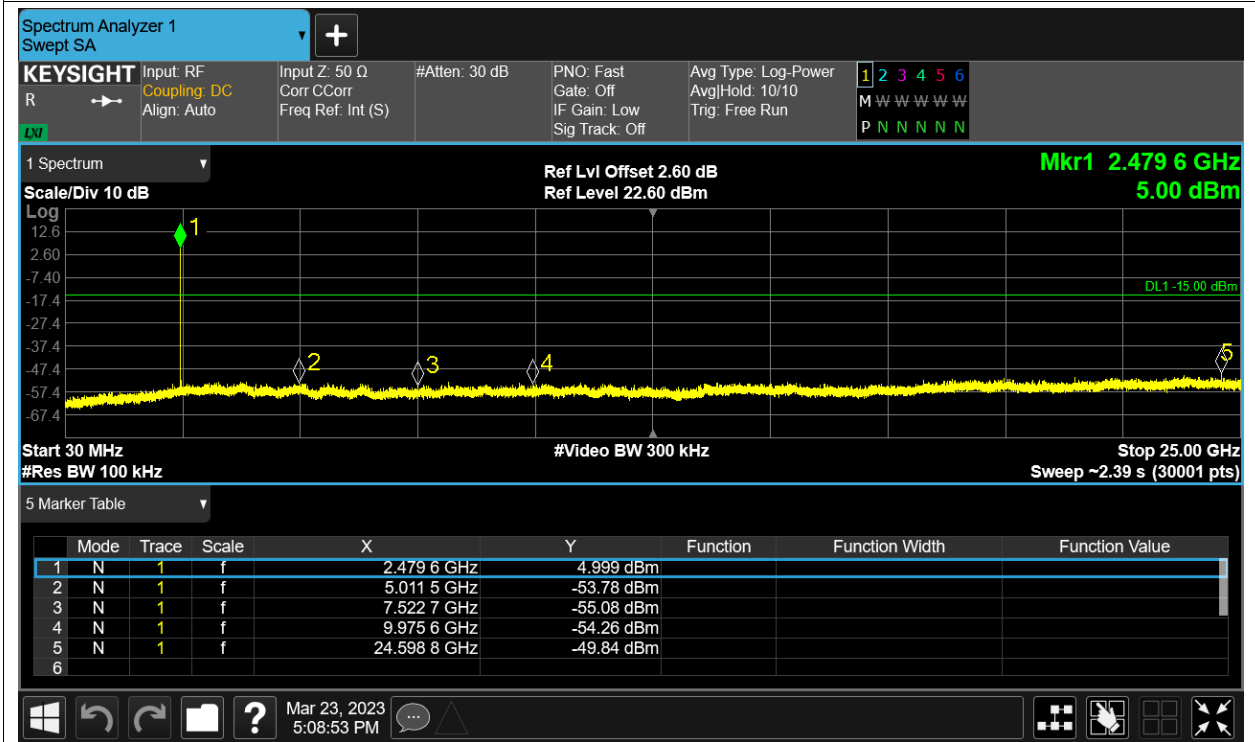 Spectrum Analyzer 1
Swept SA
KEYSIGHT
R
LXI
Input: RF
Coupling: DC
Align: Auto
Input Z: 50 Ω
Corr CCorr
Freq Ref: Int (S)
#Atten: 30 dB
PNO: Fast
Gate: Off
IF Gain: Low
Sig Track: Off
Avg Type: Log-Power
Avg|Hold: 10/10
Trig: Free Run
1 2 3 4 5 6
M W W W W W
P N N N N N
1 Spectrum
Scale/Div 10 dB
Ref Lvl Offset 2.60 dB
Ref Level 22.60 dBm
Mkr1 2.479 6 GHz
5.00 dBm
Log
12.6
2.60
-7.40
-17.4
-27.4
-37.4
-47.4
-57.4
-67.4
1
2
3
4
5
DL1 -15.00 dBm
Start 30 MHz
#Res BW 100 kHz
#Video BW 300 kHz
Stop 25.00 GHz
Sweep ~2.39 s (30001 pts)
5 Marker Table
Mode Trace Scale X Y Function Function Width Function Value
1 N 1 f 2.479 6 GHz 4.999 dBm
2 N 1 f 5.011 5 GHz -53.78 dBm
3 N 1 f 7.522 7 GHz -55.08 dBm
4 N 1 f 9.975 6 GHz -54.26 dBm
5 N 1 f 24.598 8 GHz -49.84 dBm
6
?
Mar 23, 2023
5:08:53 PM